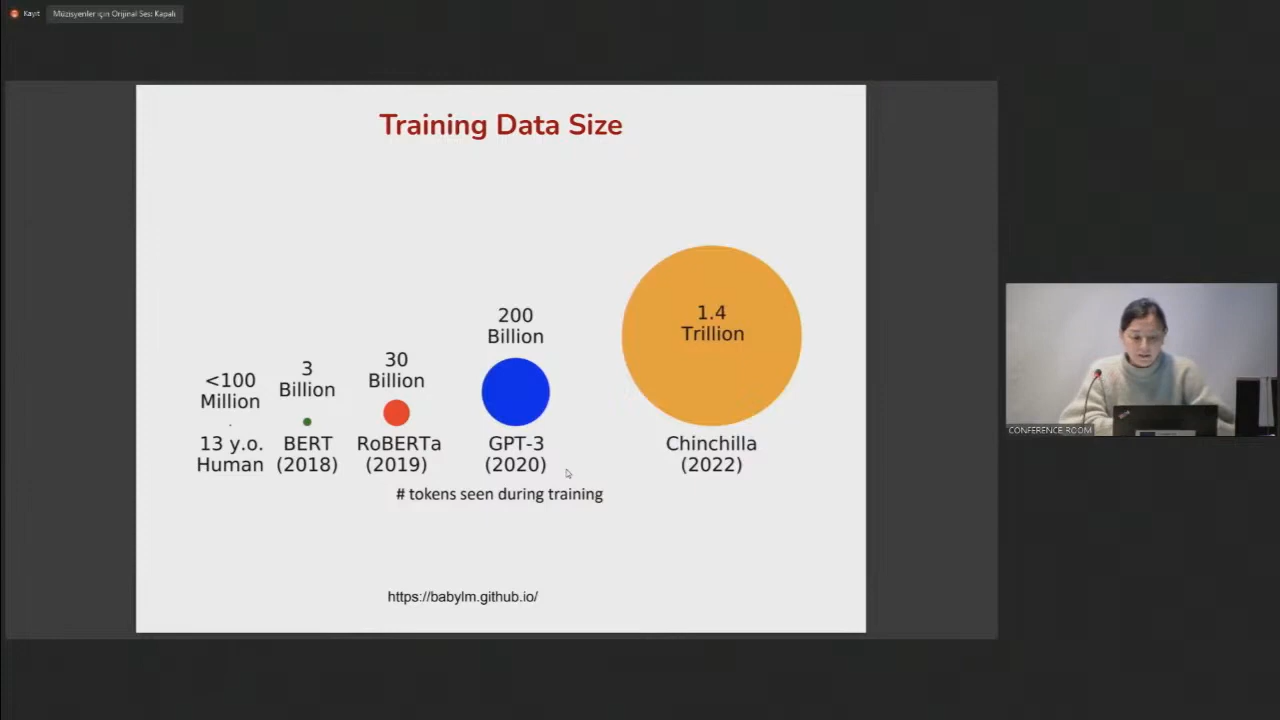 Kayıt
Müzisyenler için Orijinal Ses: Kapalı
Training Data Size
<100
Million
13 y.o.
Human
3
Billion
BERT
(2018)
30
Billion
RoBERTa
(2019)
200
Billion
GPT-3
(2020)
1.4
Trillion
Chinchilla
(2022)
# tokens seen during training
https://babylm.github.io/
CONFERENCE ROOM